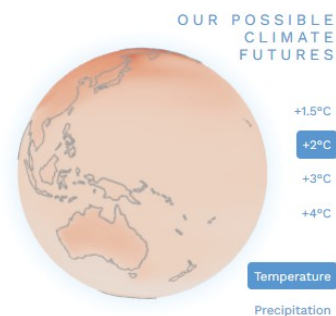 OUR POSSIBLE
CLIMATE
FUTURES
+1.5°C
+2°C
+3°C
+4°C
Temperature
Precipitation